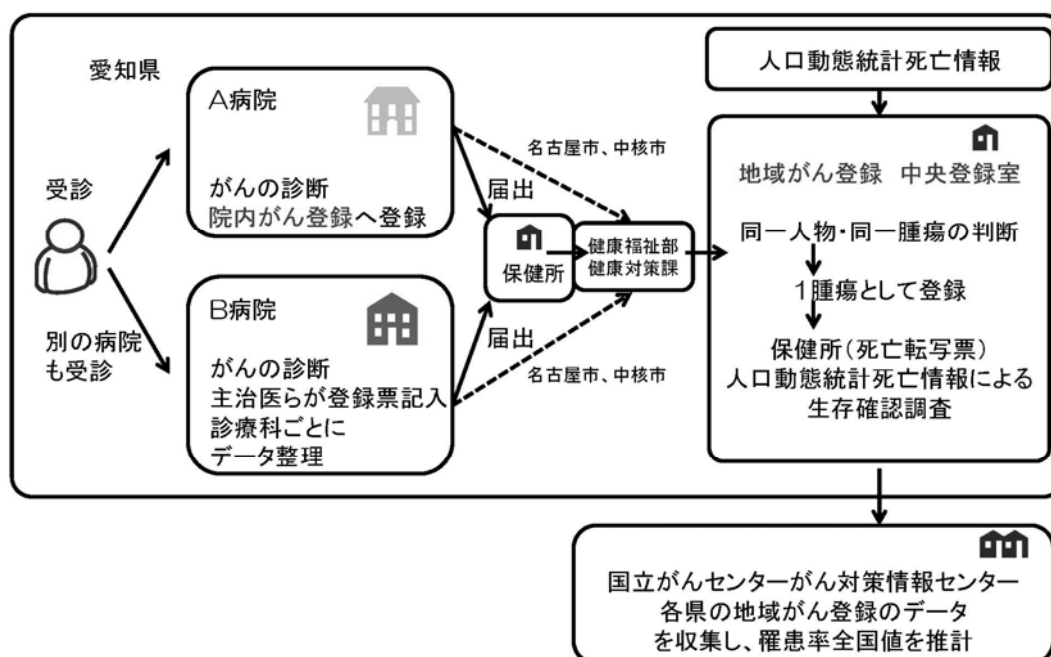 愛知県
受診
別の病院
も受診
A病院
がんの診断
院内がん登録へ登録
B病院
がんの診断
主治医らが登録票記入
診療科ごとに
データ整理
名古屋市、中核市
届出
保健所
健康福祉部
健康対策課
届出
名古屋市、中核市
人口動態統計死亡情報
地域がん登録 中央登録室
同一人物・同一腫瘍の判断
1腫瘍として登録
保健所(死亡転写票)
人口動態統計死亡情報による
生存確認調査
国立がんセンターがん対策情報センター
各県の地域がん登録のデータ
を収集し、罹患率全国値を推計